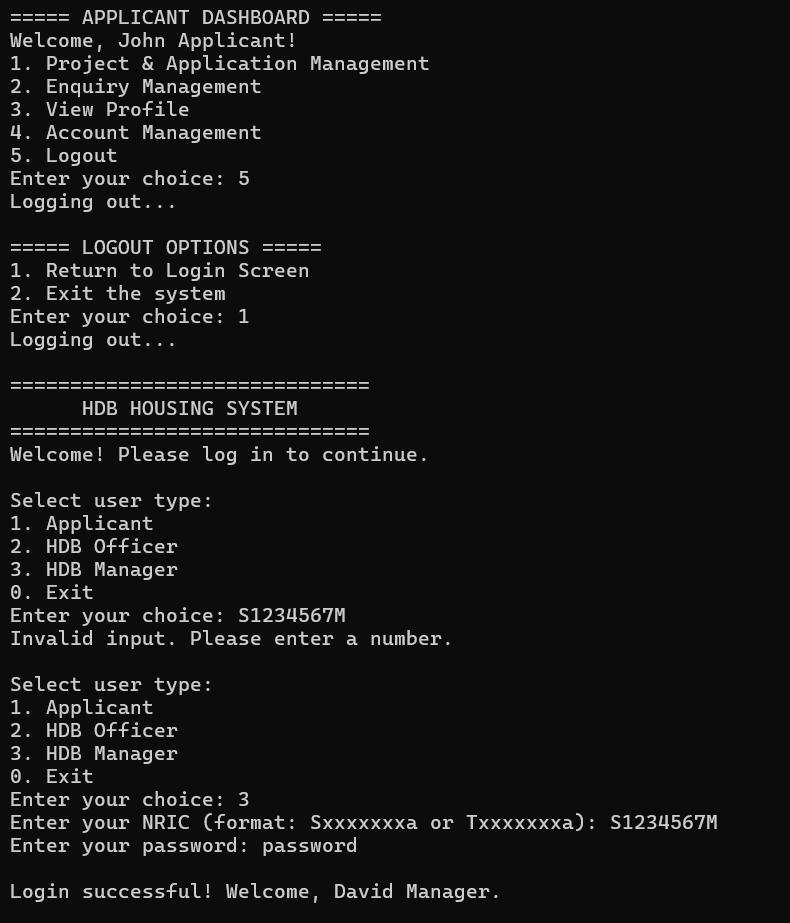 ===== APPLICANT DASHBOARD =====
Welcome, John Applicant!
1. Project & Application Management
2. Enquiry Management
3. View Profile
4. Account Management
5. Logout
Enter your choice: 5
Logging out...

===== LOGOUT OPTIONS =====
1. Return to Login Screen
2. Exit the system
Enter your choice: 1
Logging out...

==============================
      HDB HOUSING SYSTEM
==============================
Welcome! Please log in to continue.

Select user type:
1. Applicant
2. HDB Officer
3. HDB Manager
0. Exit
Enter your choice: S1234567M
Invalid input. Please enter a number.

Select user type:
1. Applicant
2. HDB Officer
3. HDB Manager
0. Exit
Enter your choice: 3
Enter your NRIC (format: Sxxxxxxxa or Txxxxxxxa): S1234567M
Enter your password: password

Login successful! Welcome, David Manager.